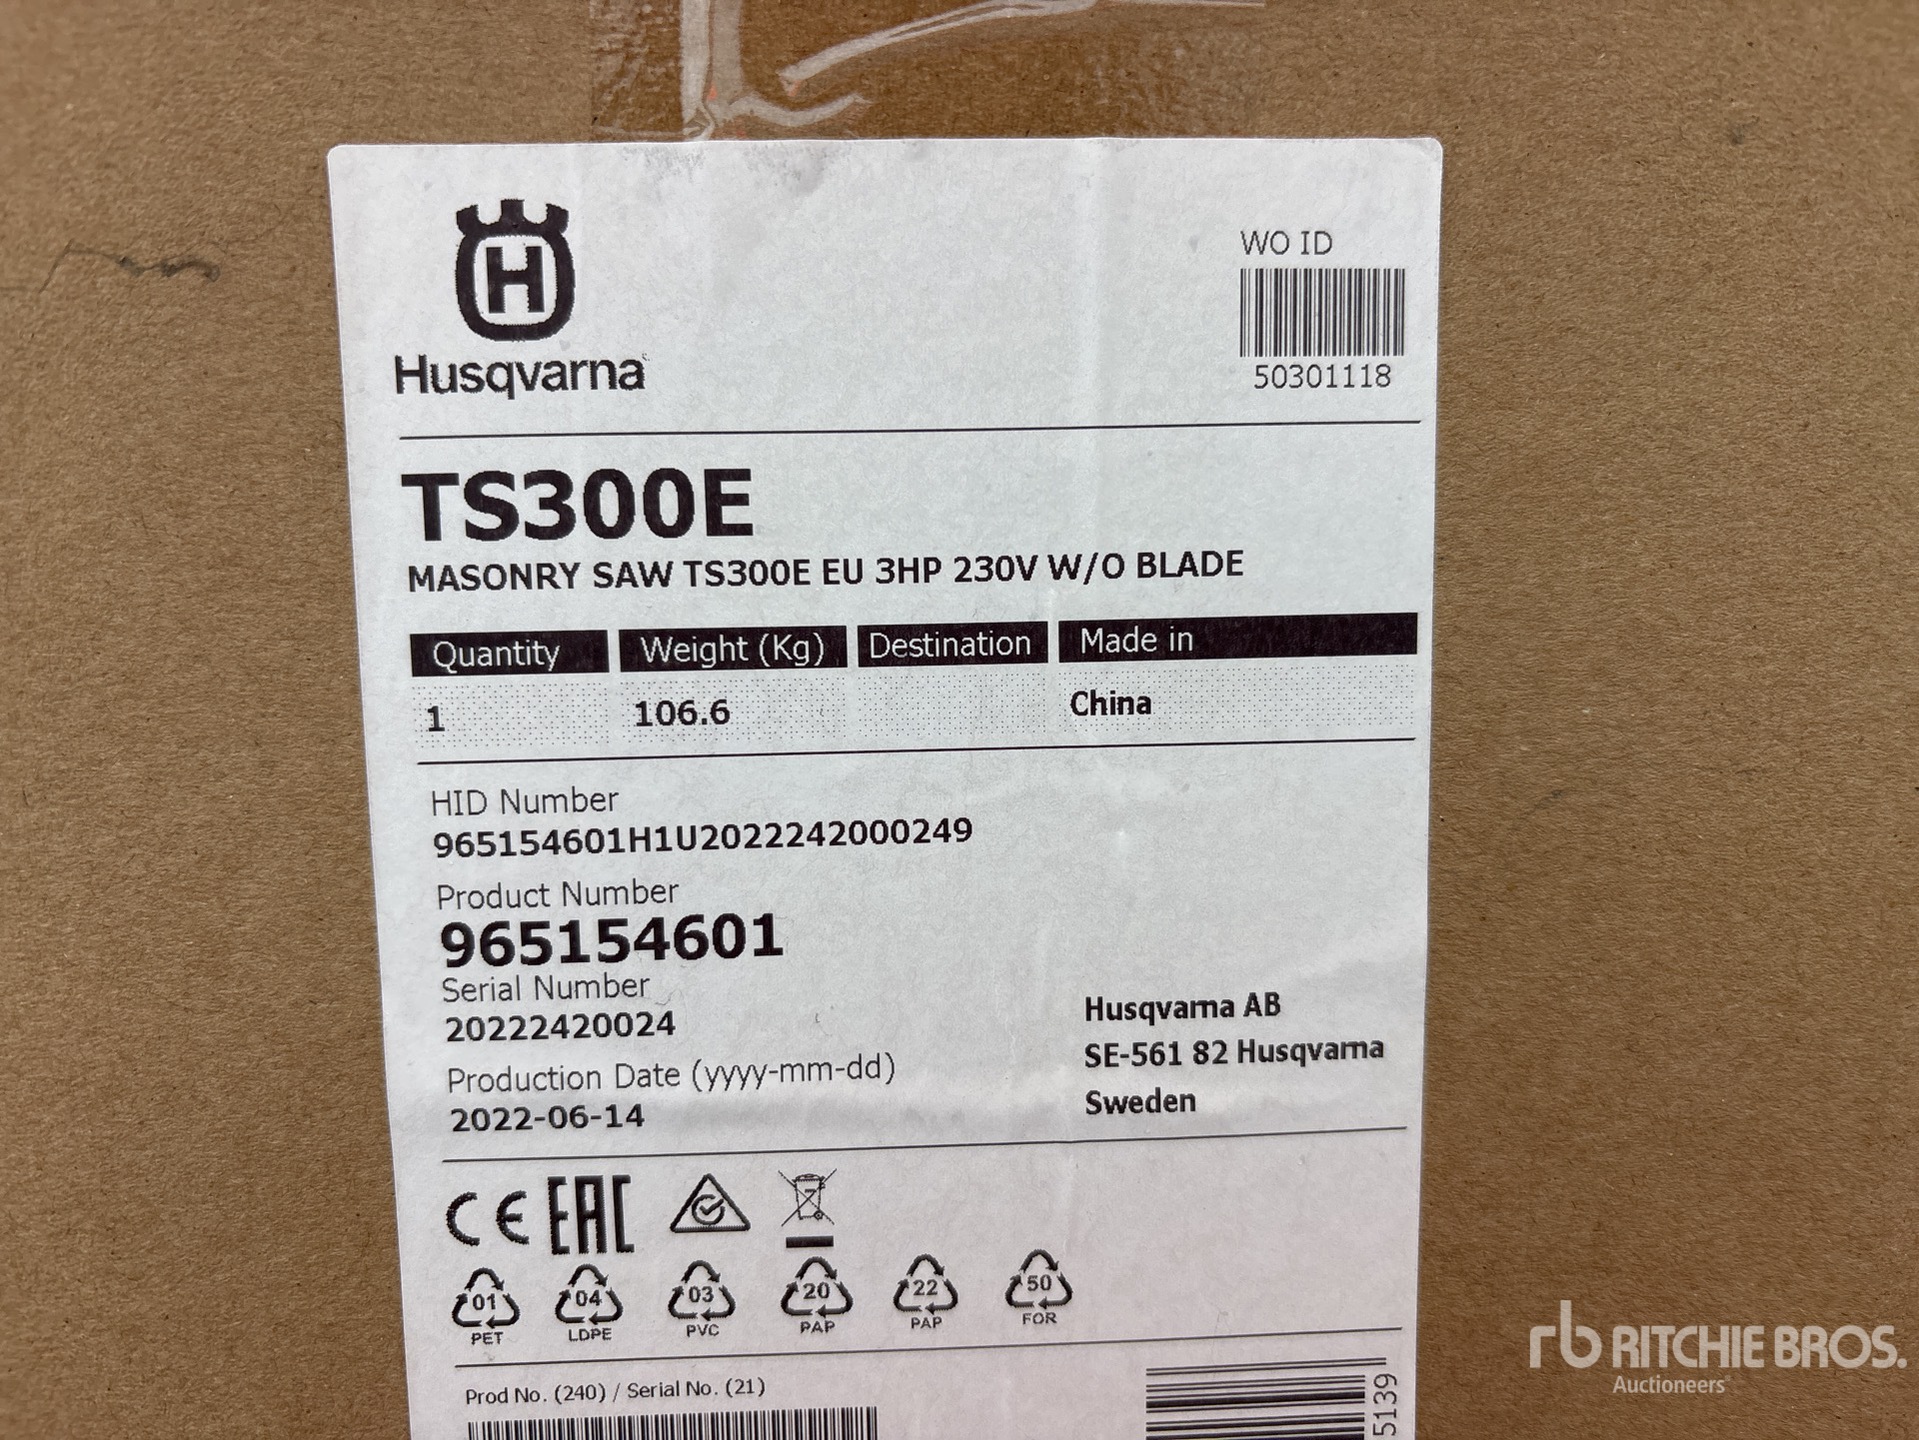 H
Husqvarna
WO ID
50301118
TS300E
MASONRY SAW TS300E EU 3HP 230V W/O BLADE
Quantity Weight (Kg) Destination Made in
1 106.6 China
HID Number
965154601H1U2022242000249
Product Number
965154601
Serial Number
20222420024
Production Date (yyyy-mm-dd)
2022-06-14
Husqvarna AB
SE-561 82 Husqvarna
Sweden
CE EAC
01 04 03 20 22 50
PET LDPE PVC PAP PAP FOR
Prod No. (240) / Serial No. (21)
5139
rb RITCHIE BROS.
Auctioneers